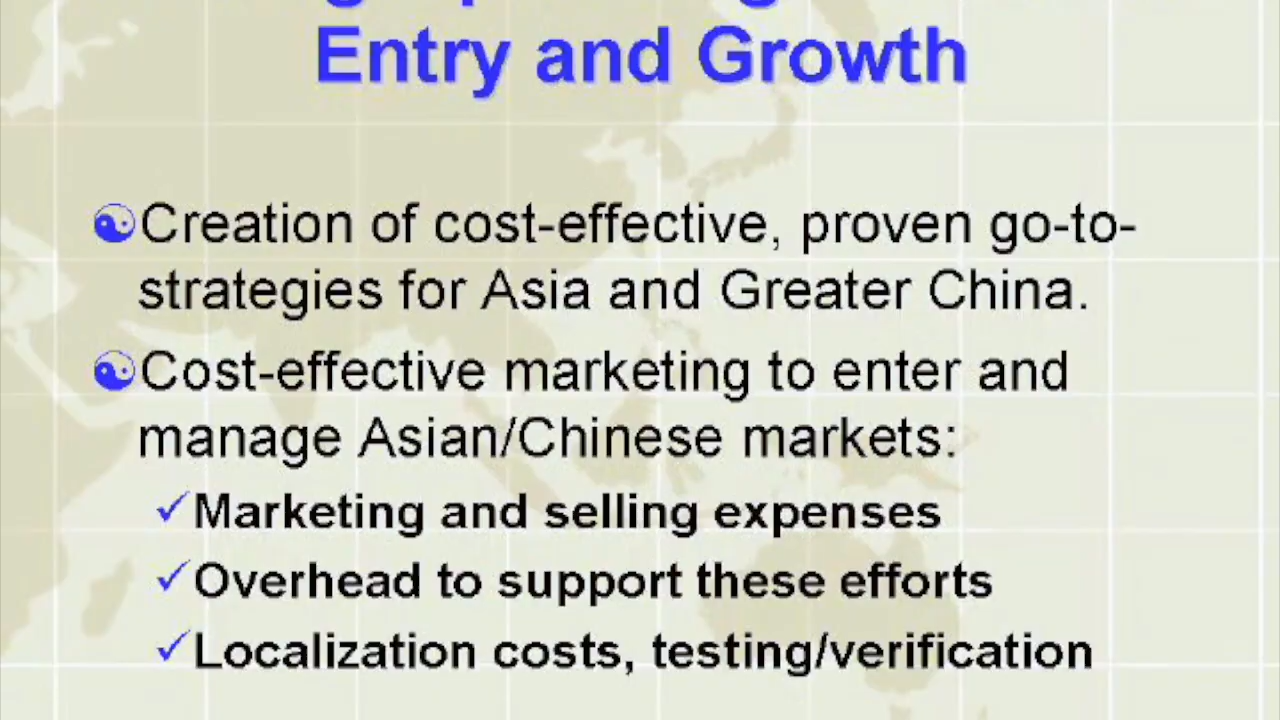 Entry and Growth
Creation of cost-effective, proven go-to-
strategies for Asia and Greater China.
Cost-effective marketing to enter and
manage Asian/Chinese markets:
Marketing and selling expenses
Overhead to support these efforts
Localization costs, testing/verification